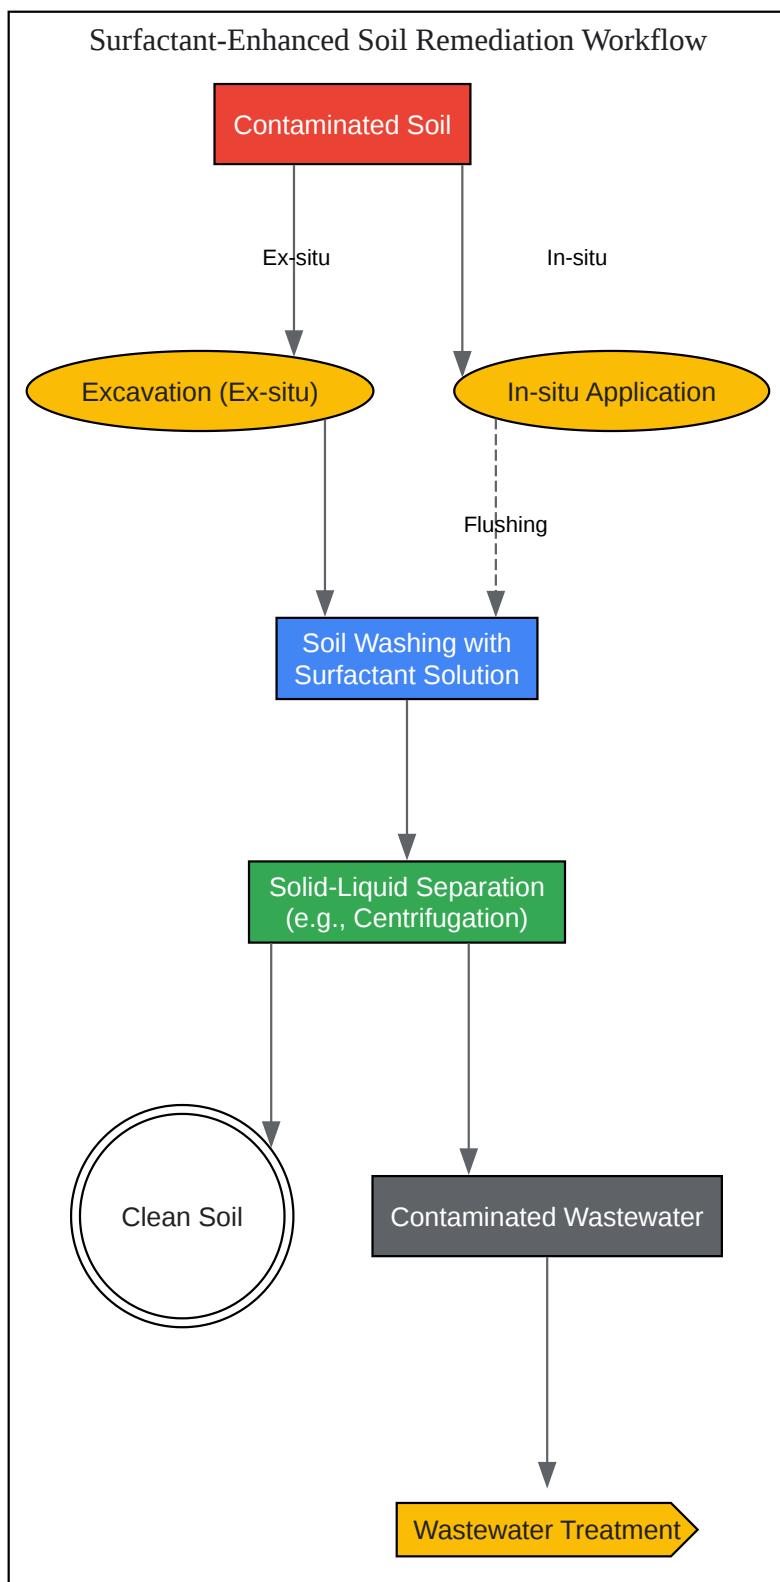 Surfactant-Enhanced Soil Remediation Workflow
Contaminated Soil
Ex-situ
In-situ
Excavation (Ex-situ)
In-situ Application
Flushing
Soil Washing with
Surfactant Solution
Solid-Liquid Separation
(e.g., Centrifugation)
Clean Soil
Contaminated Wastewater
Wastewater Treatment